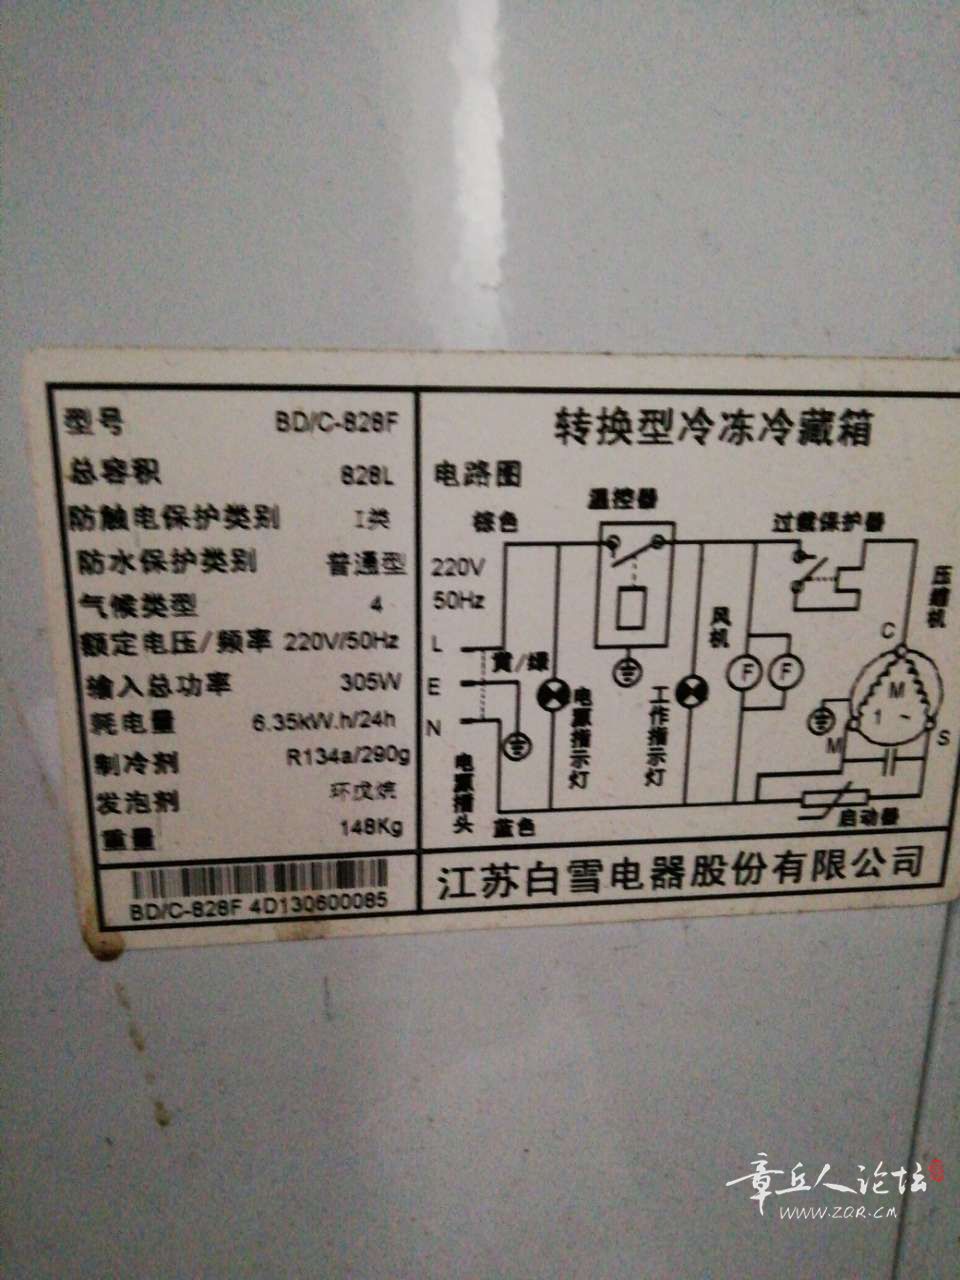 型号 BD/C-828F
总容积 828L
防触电保护类别 I类
防水保护类别 普通型
气候类型 4
额定电压/频率 220V/50Hz
输入总功率 305W
耗电量 6.35kW.h/24h
制冷剂 R134a/290g
发泡剂 环戊烷
重量 148Kg
BD/C-828F 4D130600085
转换型冷冻冷藏箱
电路图
温控器
棕色
过载保护器
220V
50Hz
压缩机
风机
C
L
黄/绿
E
F
F
M
1 ~
电源指示灯
工作指示灯
N
M
S
电源插头
蓝色
启动器
江苏白雪电器股份有限公司
章丘人论坛
WWW.ZQR.CM